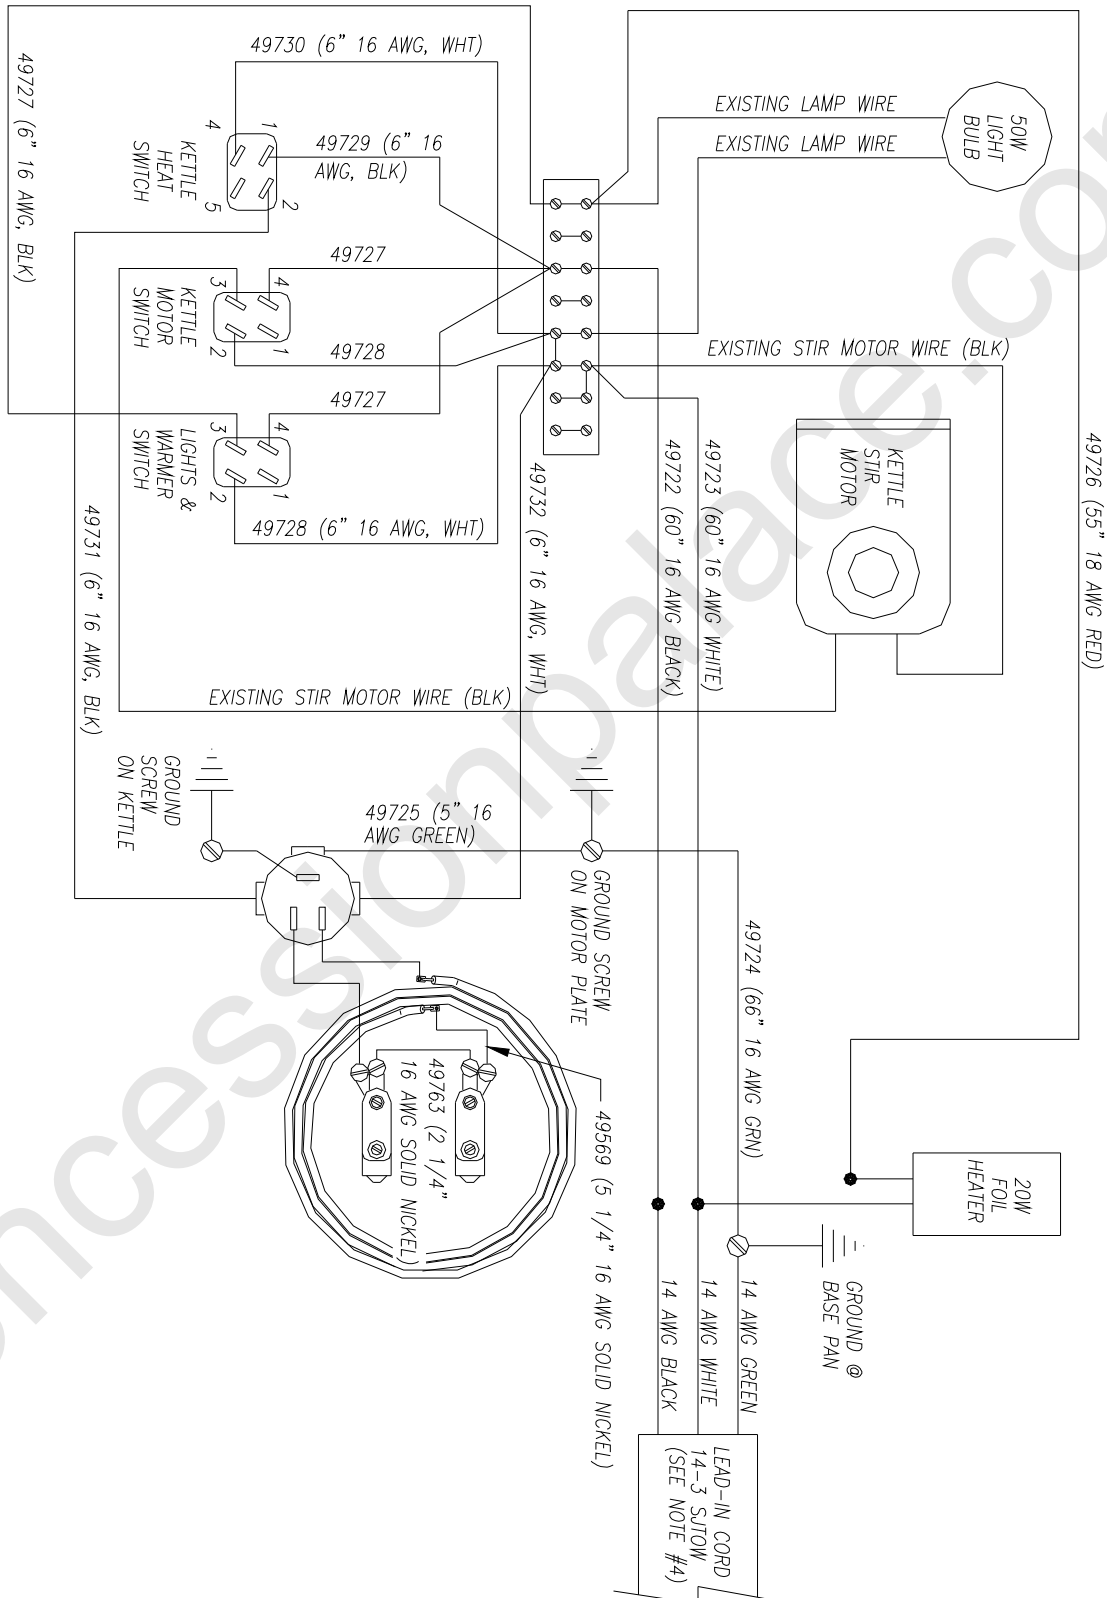 49730 (6" 16 AWG, WHT)
49727 (6" 16 AWG, BLK)
1
4
2
5
KETTLE
HEAT
SWITCH
49729 (6" 16
AWG, BLK)
EXISTING LAMP WIRE
EXISTING LAMP WIRE
50W
LIGHT
BULB
49727
4
3
1
2
KETTLE
MOTOR
SWITCH
49728
EXISTING STIR MOTOR WIRE (BLK)
49727
4
3
1
2
LIGHTS &
WARMER
SWITCH
49728 (6" 16 AWG, WHT)
49731 (6" 16 AWG, BLK)
49732 (6" 16 AWG, WHT)
49722 (60" 16 AWG BLACK)
49723 (60" 16 AWG WHITE)
KETTLE
STIR
MOTOR
49726 (55" 18 AWG RED)
EXISTING STIR MOTOR WIRE (BLK)
GROUND
SCREW
ON KETTLE
49725 (5" 16
AWG GREEN)
GROUND SCREW
ON MOTOR PLATE
49724 (66" 16 AWG GRN)
49763 (2 1/4"
16 AWG SOLID NICKEL)
49569 (5 1/4" 16 AWG SOLID NICKEL)
20W
FOIL
HEATER
GROUND @
BASE PAN
14 AWG GREEN
14 AWG WHITE
14 AWG BLACK
LEAD-IN CORD
14-3 SJTOW
(SEE NOTE #4)
oncessionpalace.co